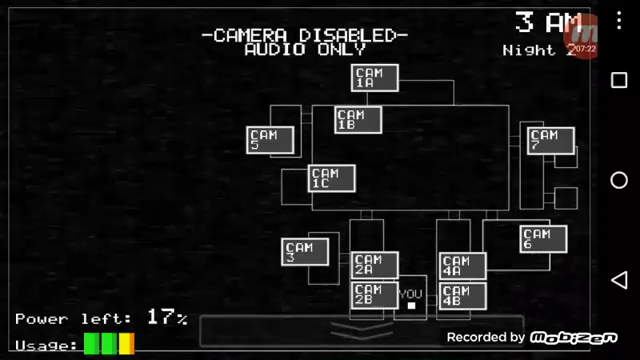 -CAMERA DISABLED-
AUDIO ONLY
3 AM
Night 2
07:22
CAM
1A
CAM
1B
CAM
5
CAM
7
CAM
1C
CAM
6
CAM
3
CAM
2A
CAM
4A
CAM
2B
YOU
CAM
4B
Power left: 17%
Usage:
Recorded by mobizen